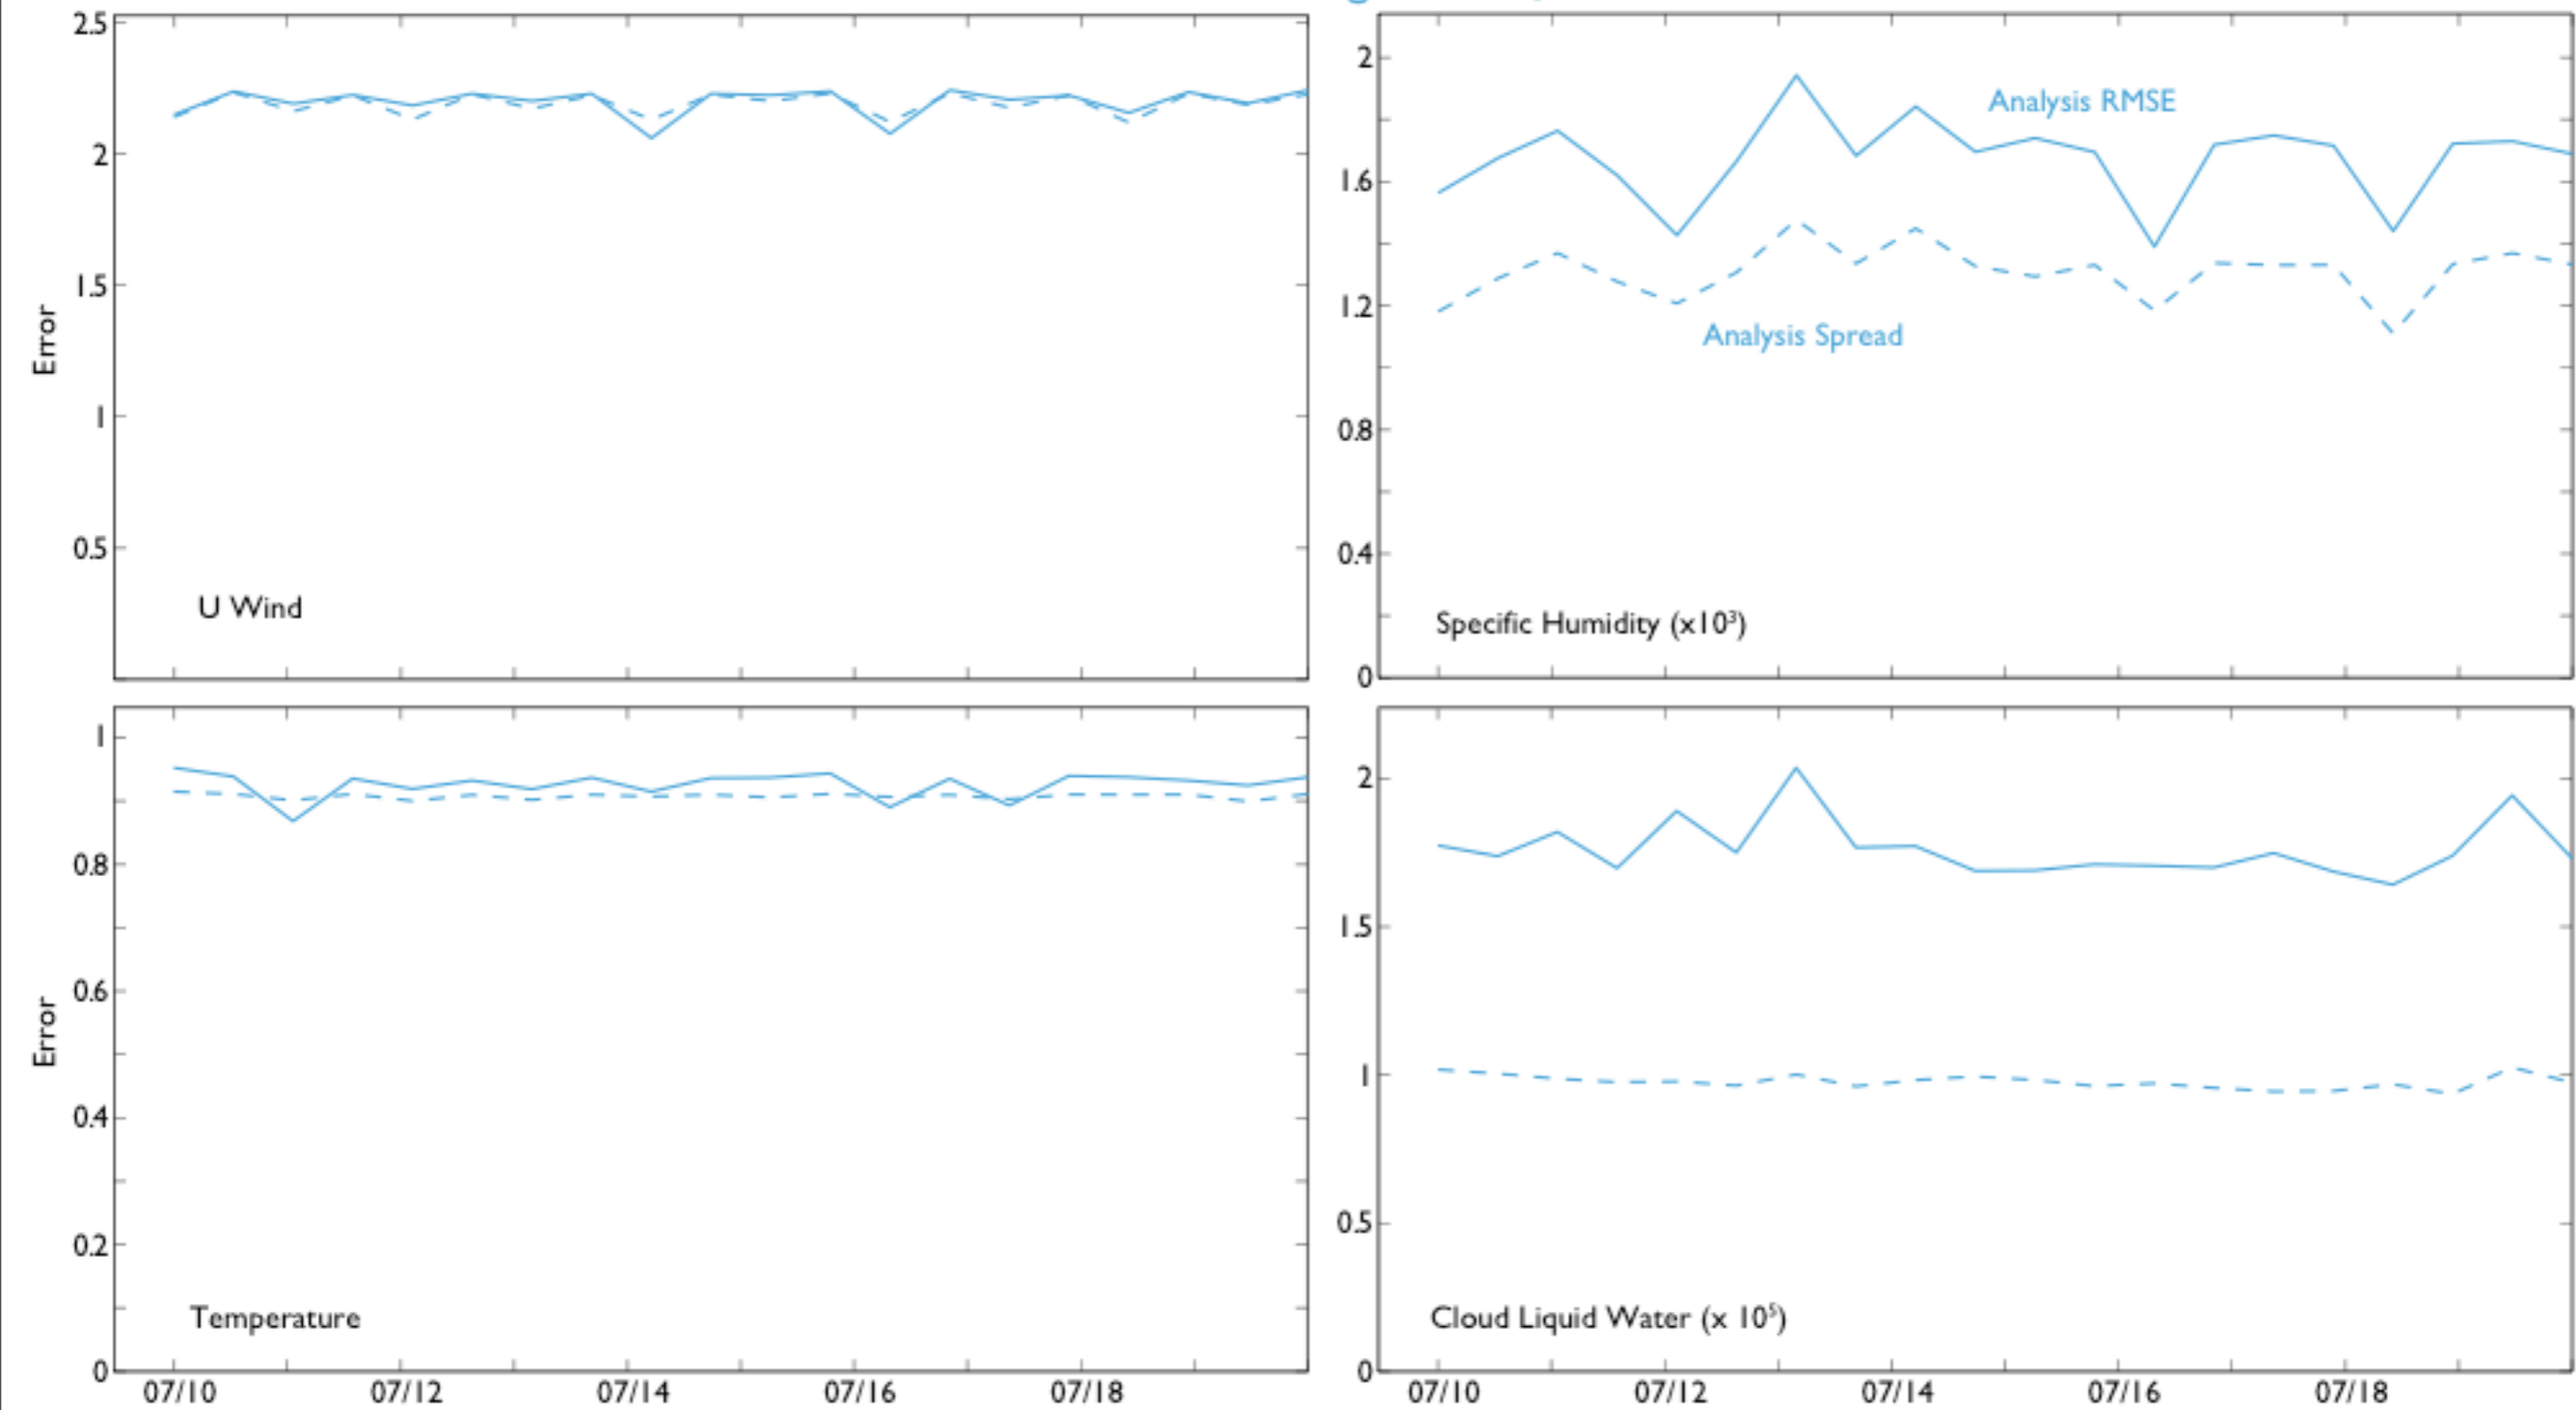 2.5
2
1.5
1
0.5
Error
U Wind
2
1.6
1.2
0.8
0.4
0
Analysis RMSE
Analysis Spread
Specific Humidity (x10³)
1
0.8
0.6
0.4
0.2
0
Error
Temperature
07/10 07/12 07/14 07/16 07/18
2
1.5
1
0.5
0
Cloud Liquid Water (x 10⁵)
07/10 07/12 07/14 07/16 07/18